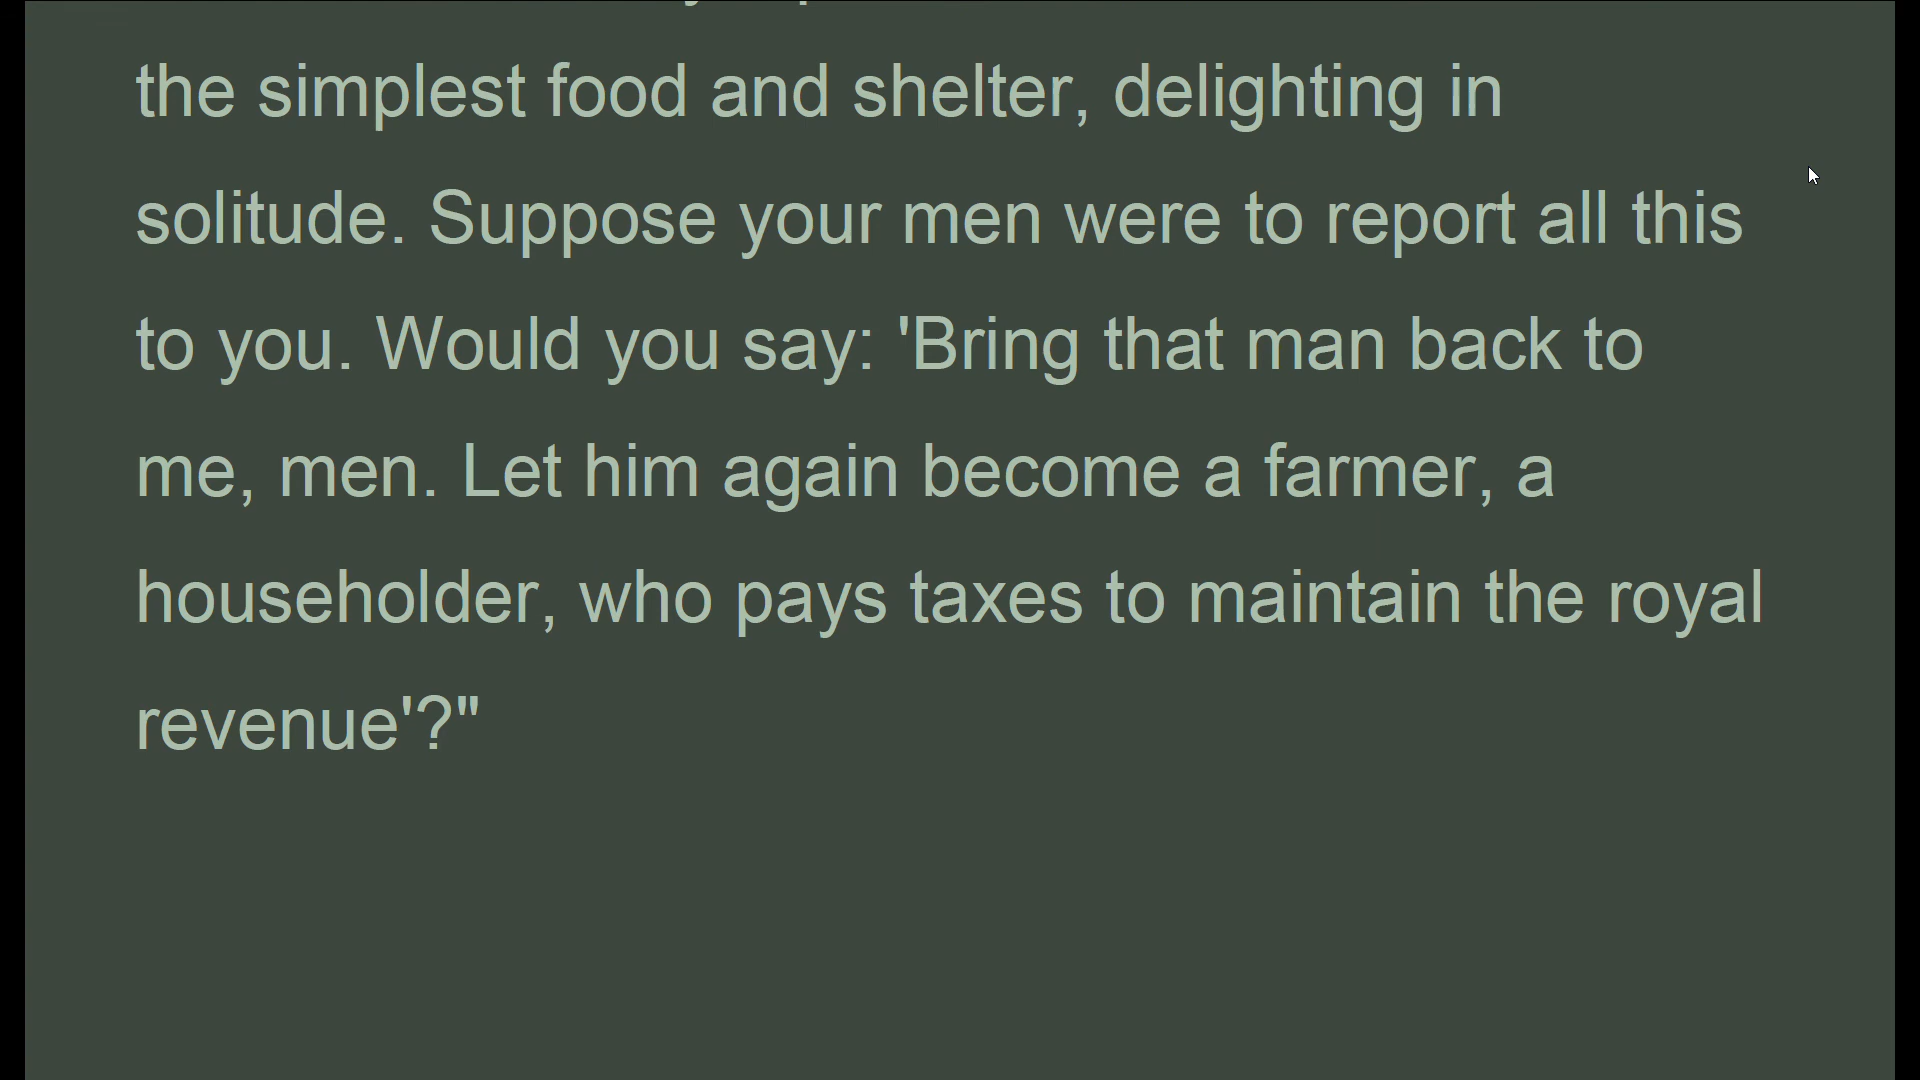 the simplest food and shelter, delighting in
solitude. Suppose your men were to report all this
to you. Would you say: 'Bring that man back to
me, men. Let him again become a farmer, a
householder, who pays taxes to maintain the royal
revenue'?"